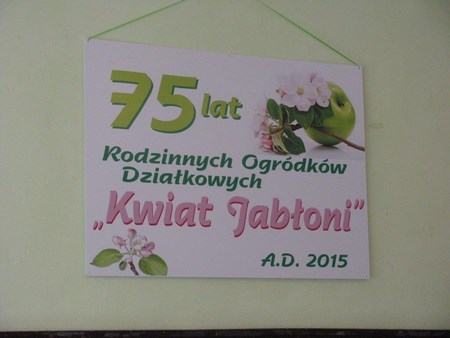 75 lat
Rodzinnych Ogródków
Działkowych
„Kwiat Jabłoni”
A.D. 2015